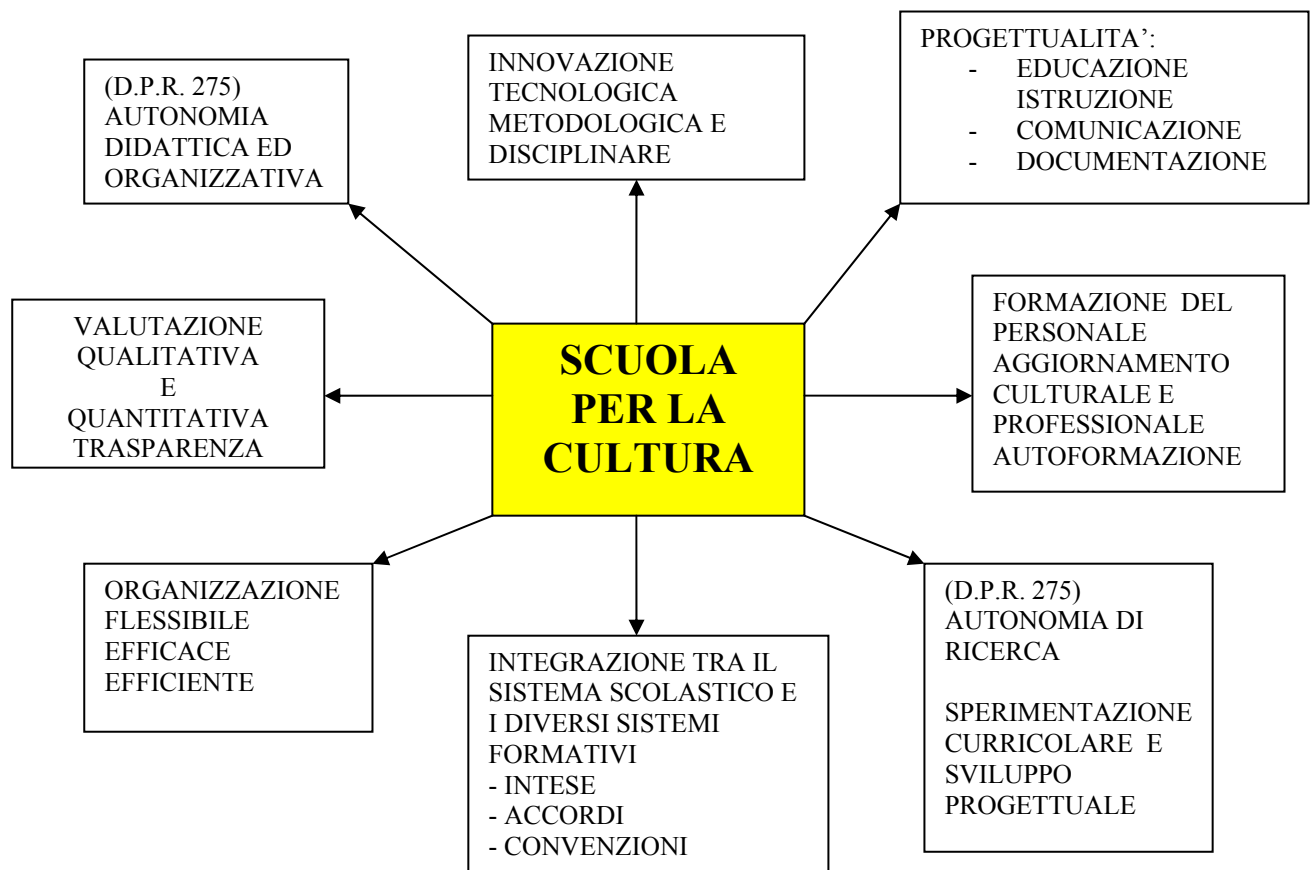 (D.P.R. 275)
AUTONOMIA
DIDATTICA ED
ORGANIZZATIVA
INNOVAZIONE
TECNOLOGICA
METODOLOGICA E
DISCIPLINARE
PROGETTUALITA’:
- EDUCAZIONE
ISTRUZIONE
- COMUNICAZIONE
- DOCUMENTAZIONE
VALUTAZIONE
QUALITATIVA
E
QUANTITATIVA
TRASPARENZA
SCUOLA
PER LA
CULTURA
FORMAZIONE DEL
PERSONALE
AGGIORNAMENTO
CULTURALE E
PROFESSIONALE
AUTOFORMAZIONE
ORGANIZZAZIONE
FLESSIBILE
EFFICACE
EFFICIENTE
INTEGRAZIONE TRA IL
SISTEMA SCOLASTICO E
I DIVERSI SISTEMI
FORMATIVI
- INTESE
- ACCORDI
- CONVENZIONI
(D.P.R. 275)
AUTONOMIA DI
RICERCA
SPERIMENTAZIONE
CURRICOLARE E
SVILUPPO
PROGETTUALE